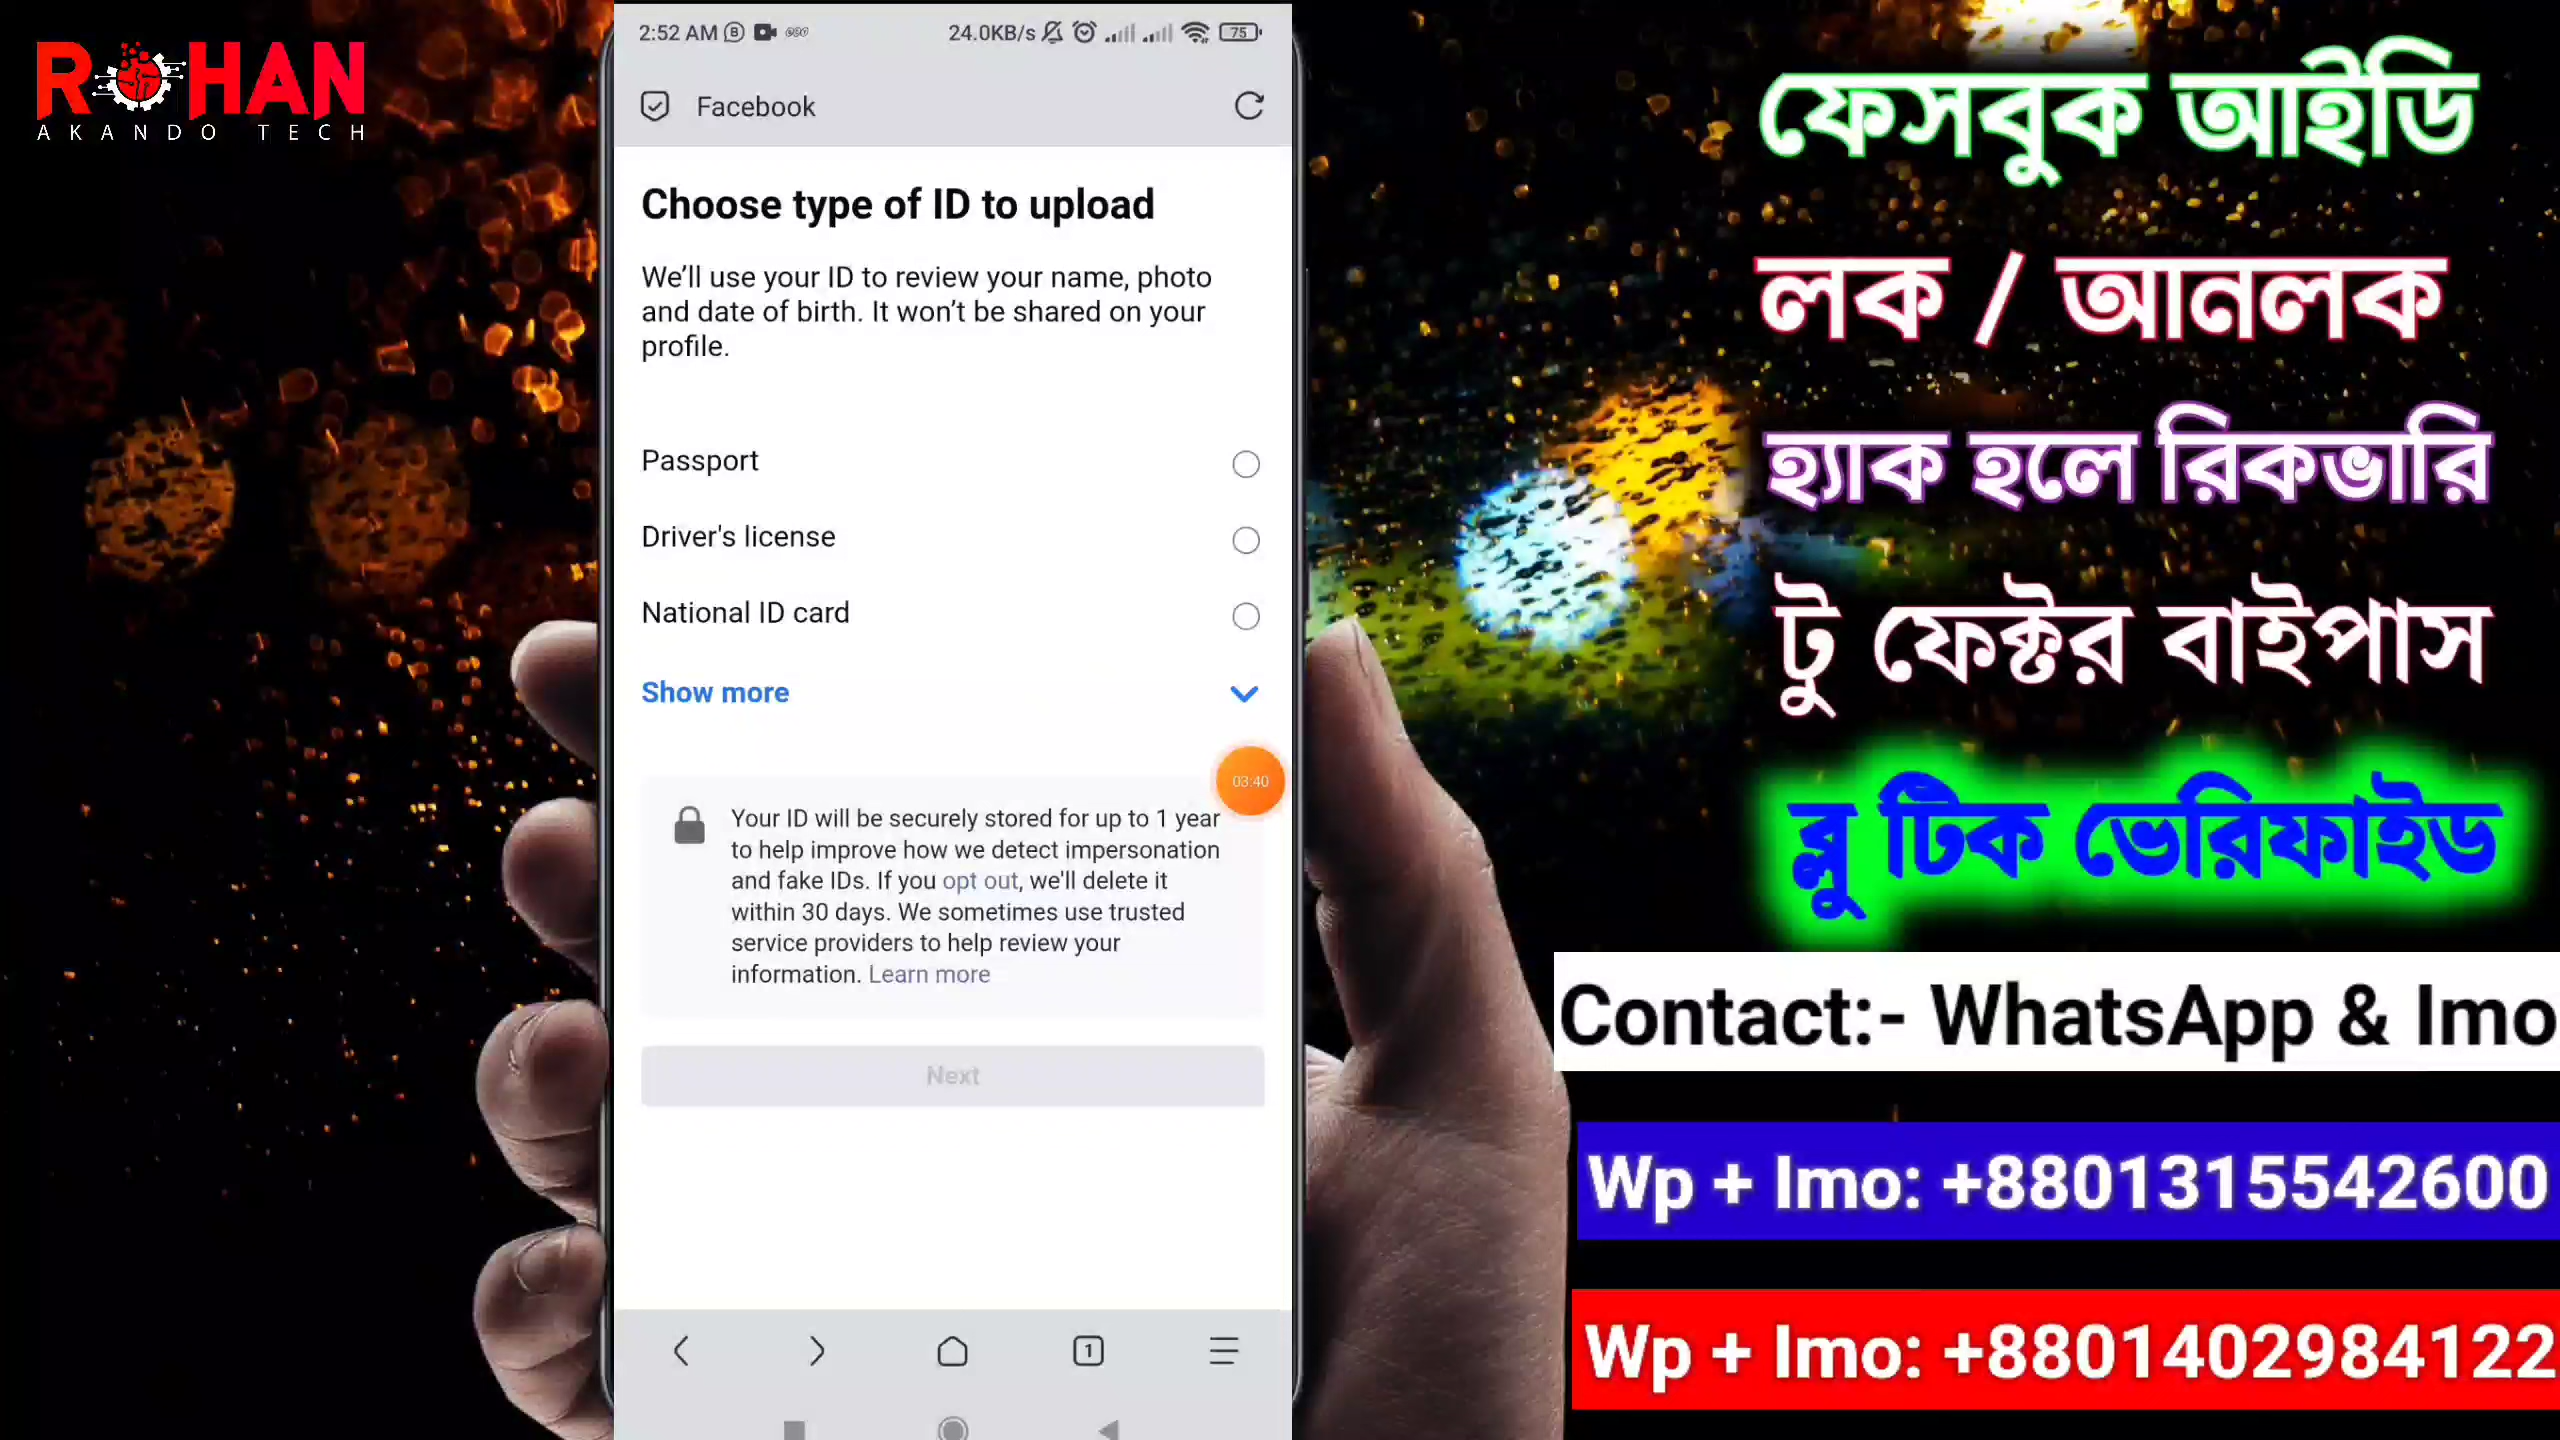 ROHAN
AKANDO TECH
2:52 AM
24.0KB/s
75
Facebook
Choose type of ID to upload
We'll use your ID to review your name, photo
and date of birth. It won't be shared on your
profile.
Passport
Driver's license
National ID card
Show more
03:40
Your ID will be securely stored for up to 1 year
to help improve how we detect impersonation
and fake IDs. If you opt out, we'll delete it
within 30 days. We sometimes use trusted
service providers to help review your
information. Learn more
Next
1
ফেসবুক আইডি
লক / আনলক
হ্যাক হলে রিকভারি
টু ফেক্টর বাইপাস
ব্লু টিক ভেরিফাইড
Contact:- WhatsApp & Imo
Wp + Imo: +8801315542600
Wp + Imo: +8801402984122